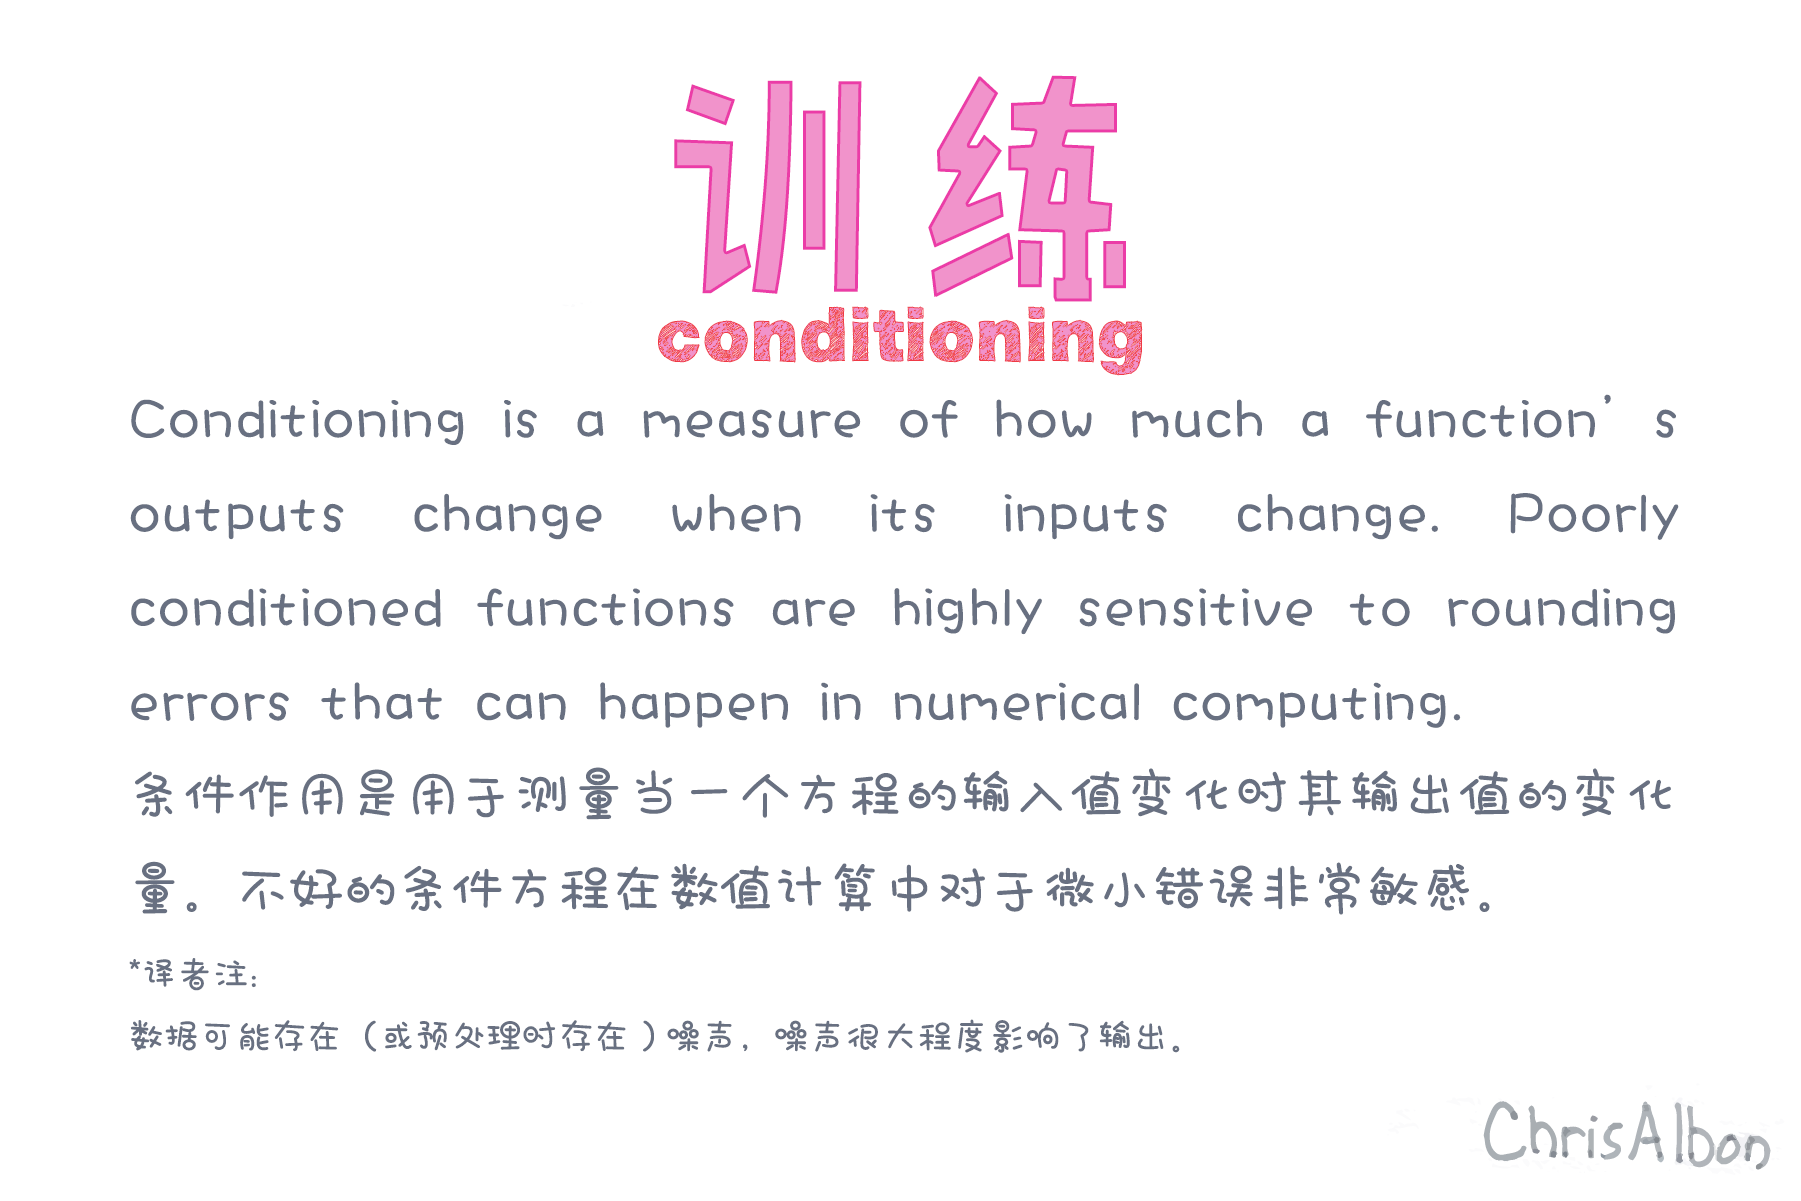 训练
conditioning
Conditioning is a measure of how much a function's
outputs change when its inputs change. Poorly
conditioned functions are highly sensitive to rounding
errors that can happen in numerical computing.
条件作用是用于测量当一个方程的输入值变化时其输出值的变化
量。不好的条件方程在数值计算中对于微小错误非常敏感。
*译者注:
数据可能存在（或预处理时存在）噪声，噪声很大程度影响了输出。
ChrisAlbon